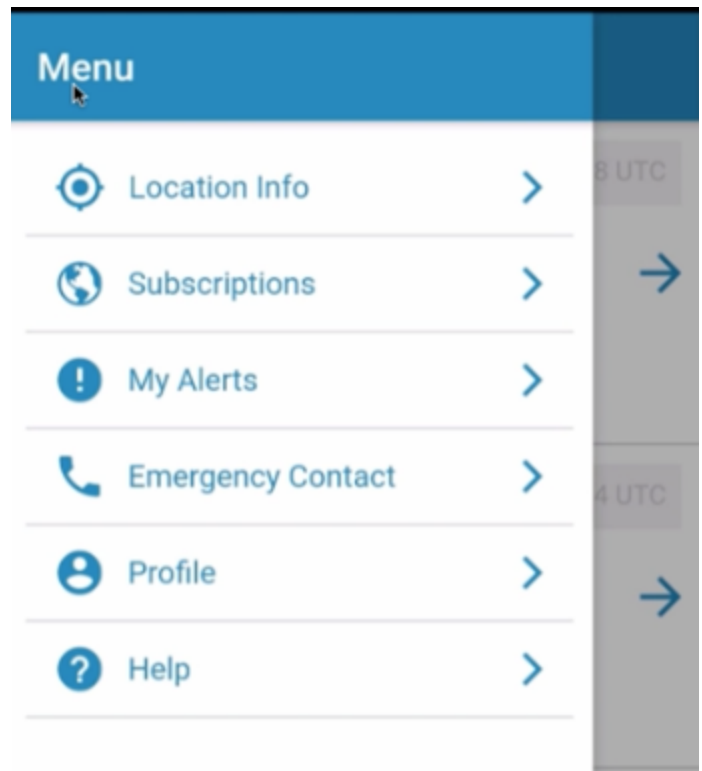 Menu
Location Info
8 UTC
Subscriptions
My Alerts
Emergency Contact
4 UTC
Profile
Help